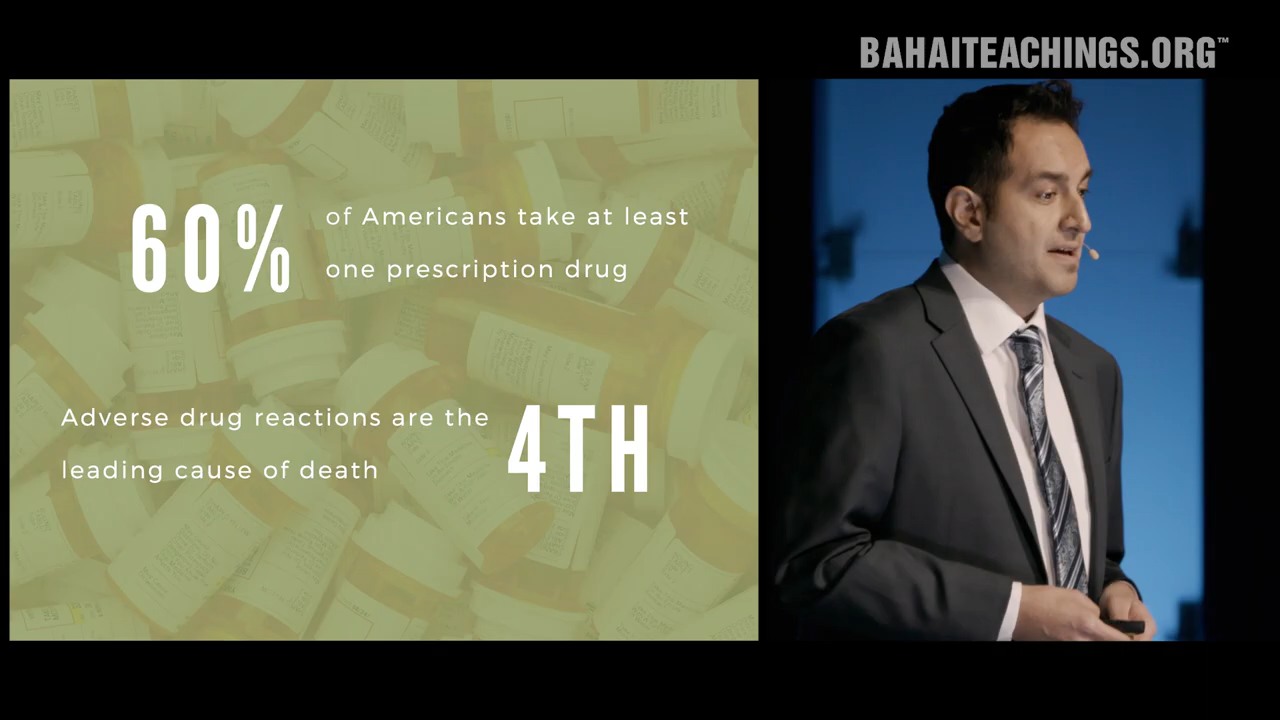 BAHAITEACHINGS.ORG™
60%
of Americans take at least
one prescription drug
Adverse drug reactions are the
leading cause of death
4TH